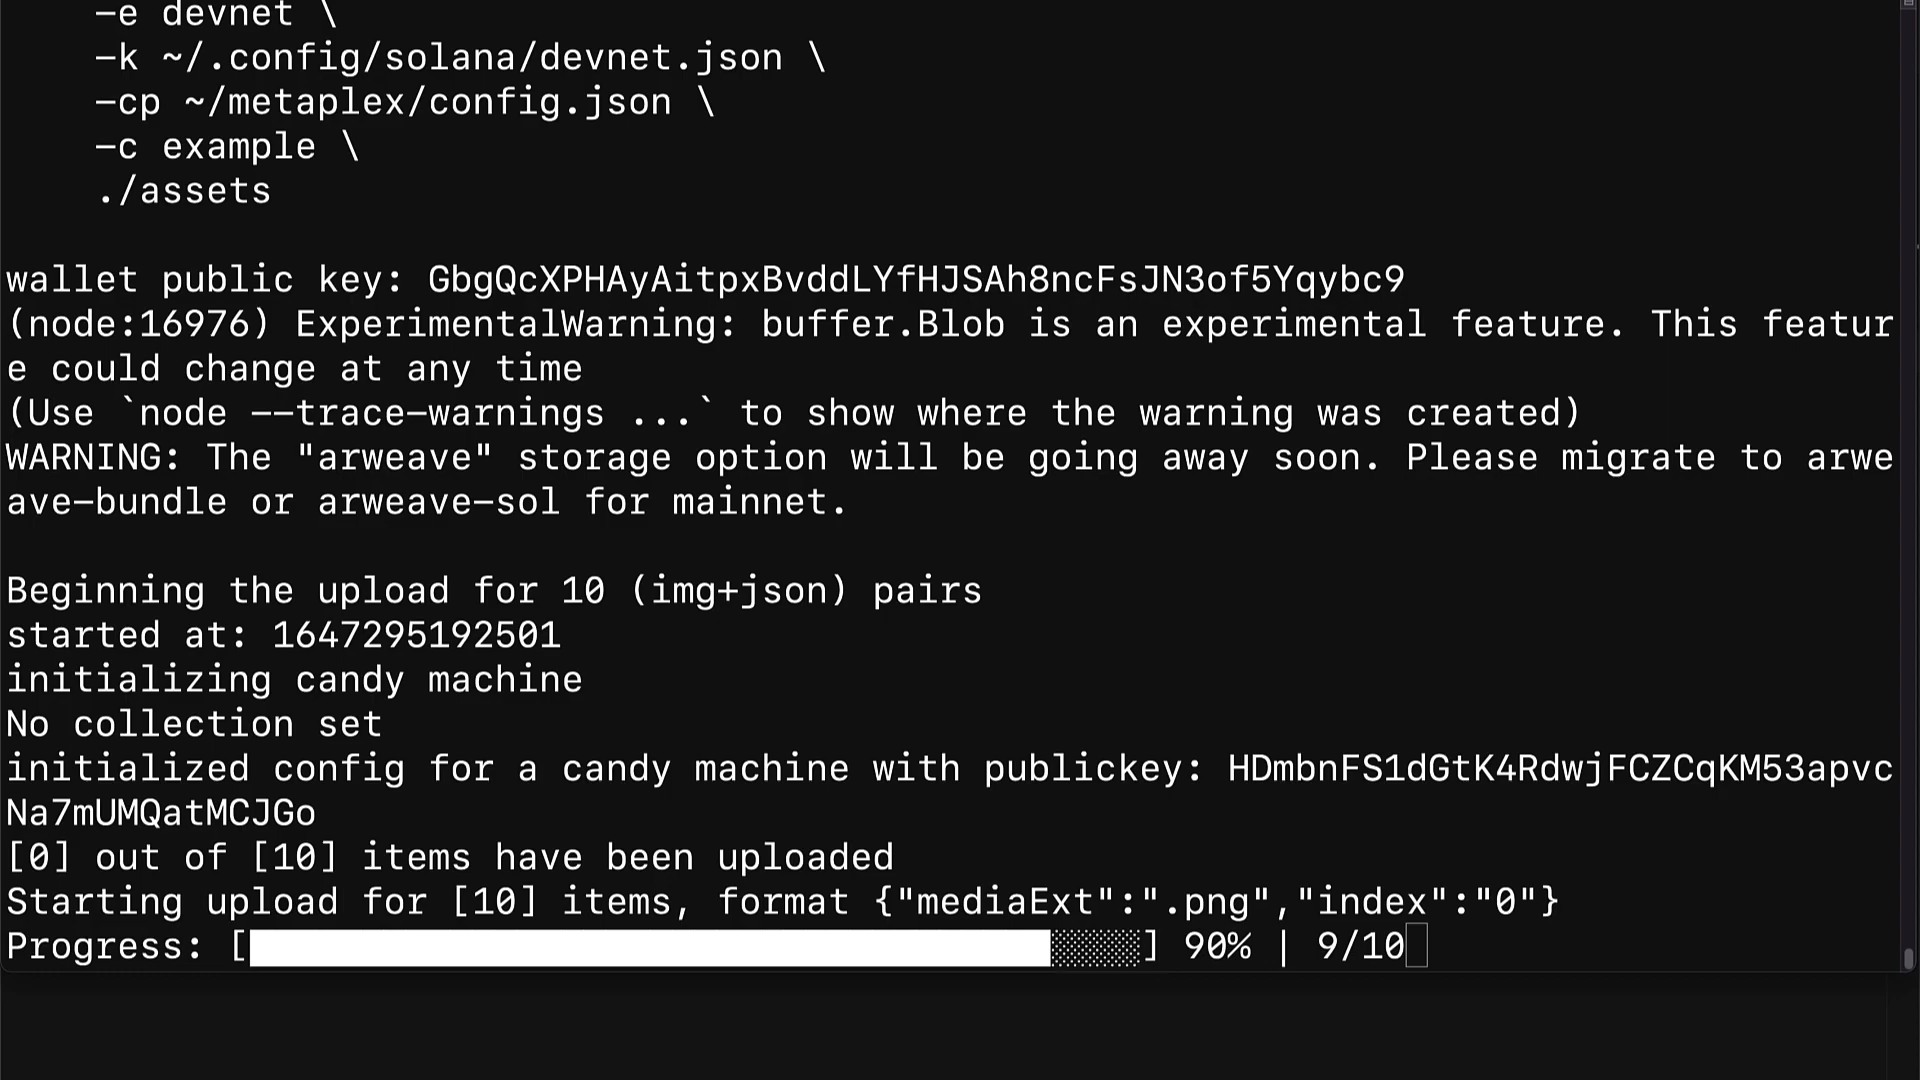 -e devnet \
-k ~/.config/solana/devnet.json \
-cp ~/metaplex/config.json \
-c example \
./assets
wallet public key: GbgQcXPHAyAitpxBvddLYfHJSAh8ncFsJN3of5Yqybc9
(node:16976) ExperimentalWarning: buffer.Blob is an experimental feature. This featur
e could change at any time
(Use `node --trace-warnings ...` to show where the warning was created)
WARNING: The "arweave" storage option will be going away soon. Please migrate to arwe
ave-bundle or arweave-sol for mainnet.
Beginning the upload for 10 (img+json) pairs
started at: 1647295192501
initializing candy machine
No collection set
initialized config for a candy machine with publickey: HDmbnFS1dGtK4RdwjFCZCqKM53apvc
Na7mUMQatMCJGo
[0] out of [10] items have been uploaded
Starting upload for [10] items, format {"mediaExt":".png","index":"0"}
Progress: [] 90% | 9/10